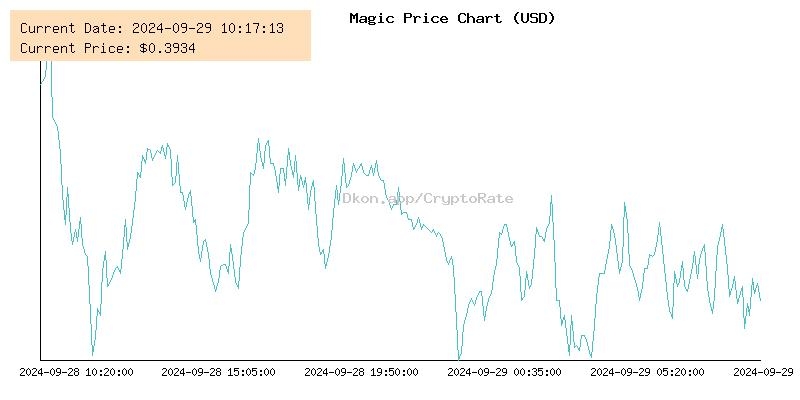 Magic Price Chart (USD)
Current Date: 2024-09-29 10:17:13
Current Price: $0.3934
Dkon.app/CryptoRate
2024-09-28 10:20:00 2024-09-28 15:05:00 2024-09-28 19:50:00 2024-09-29 00:35:00 2024-09-29 05:20:00 2024-09-29